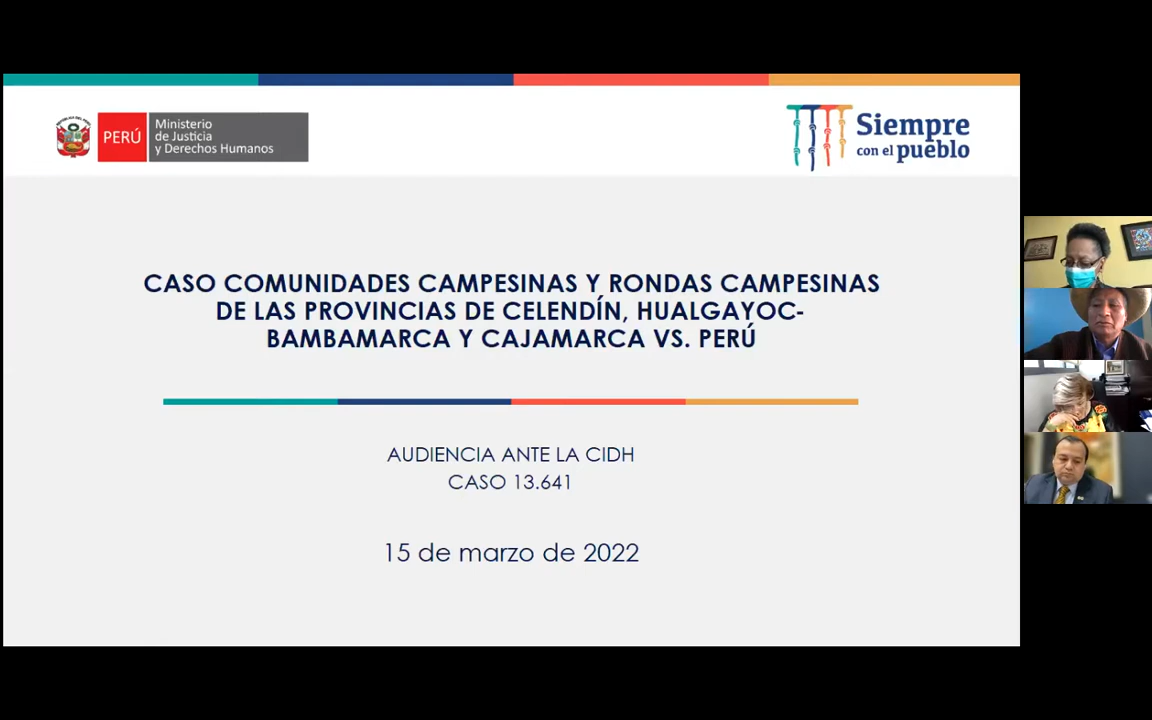 PERÚ
Ministerio
de Justicia
y Derechos Humanos
Siempre
con el pueblo
CASO COMUNIDADES CAMPESINAS Y RONDAS CAMPESINAS
DE LAS PROVINCIAS DE CELENDÍN, HUALGAYOC-
BAMBAMARCA Y CAJAMARCA VS. PERÚ
AUDIENCIA ANTE LA CIDH
CASO 13.641
15 de marzo de 2022